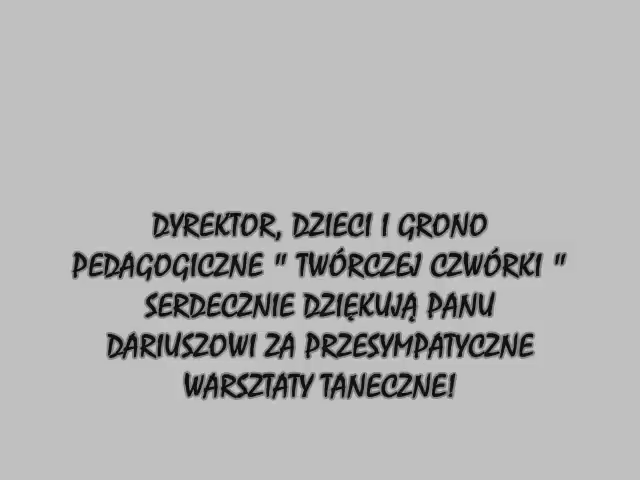 DYREKTOR, DZIECI I GRONO
PEDAGOGICZNE " TWÓRCZEJ CZWÓRKI "
SERDECZNIE DZIĘKUJĄ PANU
DARIUSZOWI ZA PRZESYMPATYCZNE
WARSZTATY TANECZNE!